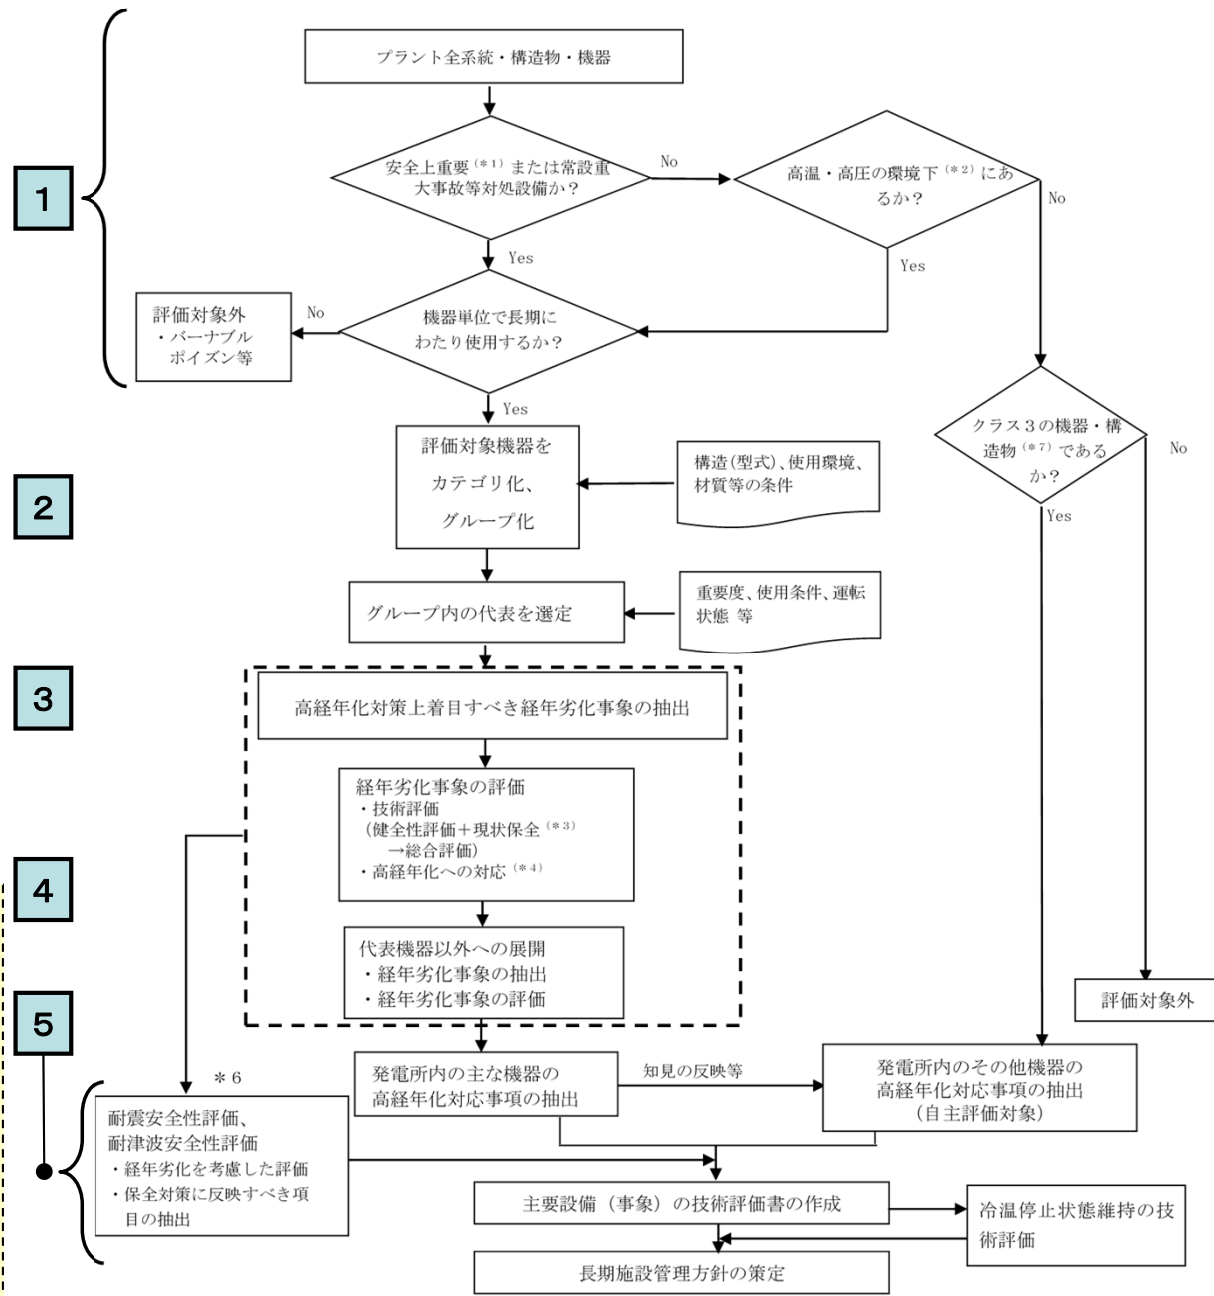 プラント全系統・構造物・機器
1
安全上重要(＊1)または常設重
大事故等対処設備か？
No
高温・高圧の環境下(＊2)にあ
るか？
No
Yes
Yes
評価対象外
・バーナブル
ポイズン等
No
機器単位で長期に
わたり使用するか？
Yes
クラス３の機器・構
造物(＊7)である
か？
No
Yes
2
評価対象機器を
カテゴリ化、
グループ化
構造(型式)、使用環境、
材質等の条件
グループ内の代表を選定
重要度、使用条件、運転
状態 等
3
高経年化対策上着目すべき経年劣化事象の抽出
経年劣化事象の評価
・技術評価
（健全性評価＋現状保全(＊3)
→総合評価）
・高経年化への対応(＊4)
4
代表機器以外への展開
・経年劣化事象の抽出
・経年劣化事象の評価
評価対象外
5
＊６
発電所内の主な機器の
高経年化対応事項の抽出
知見の反映等
発電所内のその他機器の
高経年化対応事項の抽出
（自主評価対象）
耐震安全性評価、
耐津波安全性評価
・経年劣化を考慮した評価
・保全対策に反映すべき項
目の抽出
主要設備（事象）の技術評価書の作成
冷温停止状態維持の技
術評価
長期施設管理方針の策定